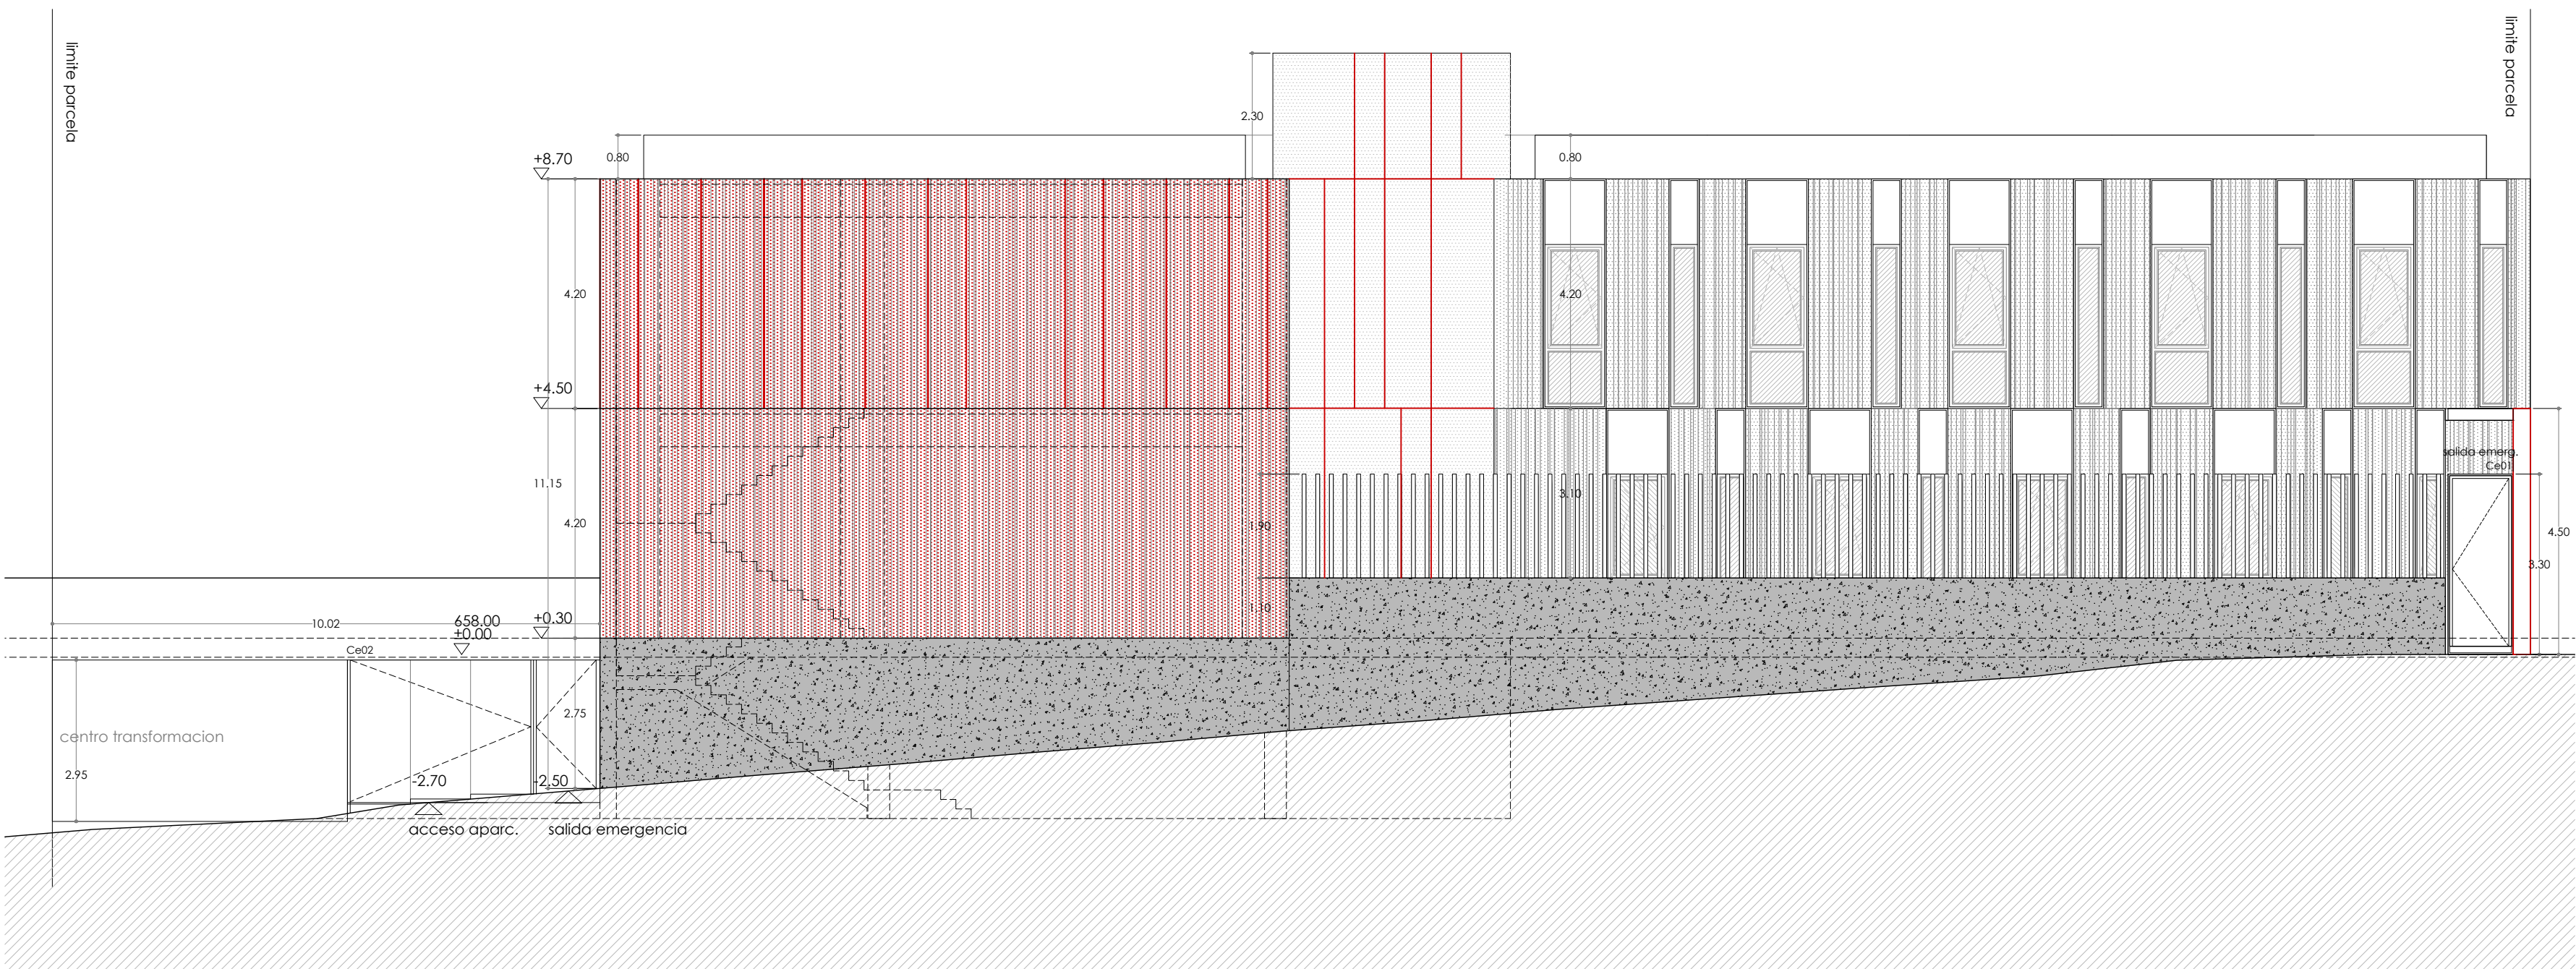 limite parcela
limite parcela
2.30
+8.70
0.80
0.80
4.20
4.20
+4.50
salida emerg.
Ce01
11.15
3.10
4.20
1.90
4.50
3.30
1.10
+0.30
658.00
+0.00
10.02
Ce02
2.75
centro transformacion
2.95
-2.70
-2.50
acceso aparc.
salida emergencia